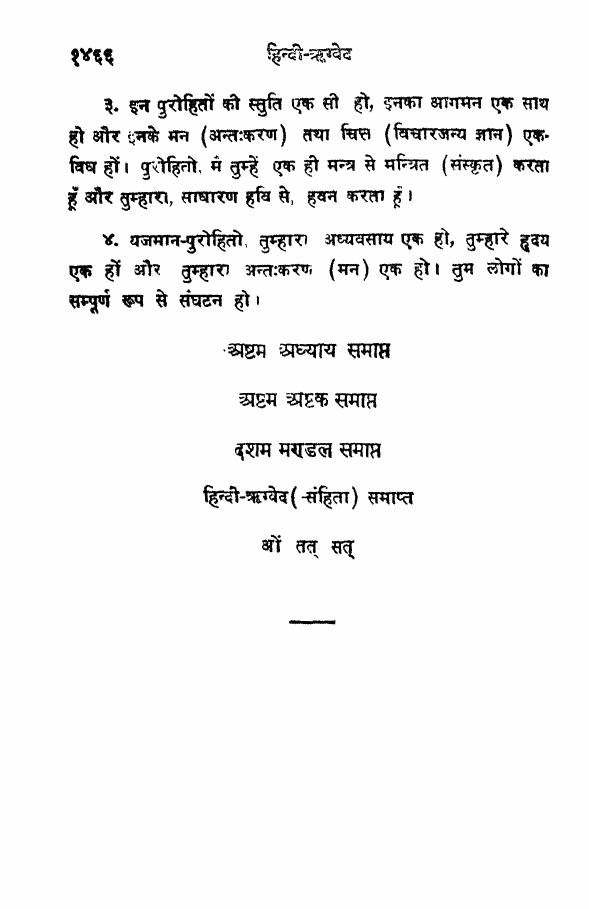 १४६६ हिन्दी-ऋग्वेद
३. इन पुरोहितों की स्तुति एक सी हो, इनका आगमन एक साथ
हो और इनके मन (अन्तःकरण) तथा चित्त (विचारजन्य ज्ञान) एक-
विध हों। पुरोहितो, मैं तुम्हें एक ही मन्त्र से मन्त्रित (संस्कृत) करता
हूँ और तुम्हारा, साधारण हवि से, हवन करता हूँ।
४. यजमान-पुरोहितो, तुम्हारा अध्यवसाय एक हो, तुम्हारे हृदय
एक हों और तुम्हारा अन्तःकरण (मन) एक हो। तुम लोगों का
सम्पूर्ण रूप से संघटन हो।
अष्टम अध्याय समाप्त
अष्टम अष्टक समाप्त
दशम मण्डल समाप्त
हिन्दी-ऋग्वेद(-संहिता) समाप्त
ओं तत् सत्